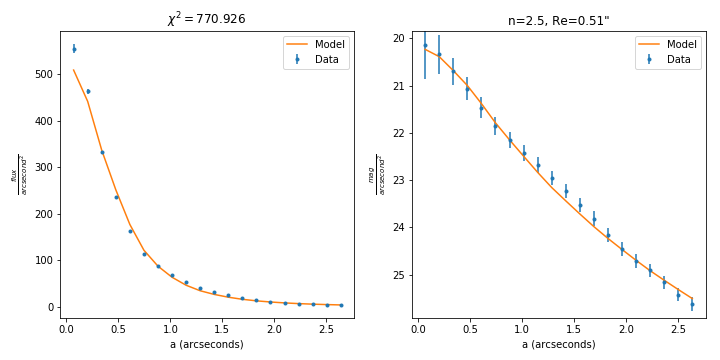 χ² = 770.926
n=2.5, Re=0.51"
Model
Data
Model
Data
500
400
300
200
100
0
flux
arcsecond²
0.0 0.5 1.0 1.5 2.0 2.5
a (arcseconds)
20
21
22
23
24
25
mag
arcsecond²
0.0 0.5 1.0 1.5 2.0 2.5
a (arcseconds)